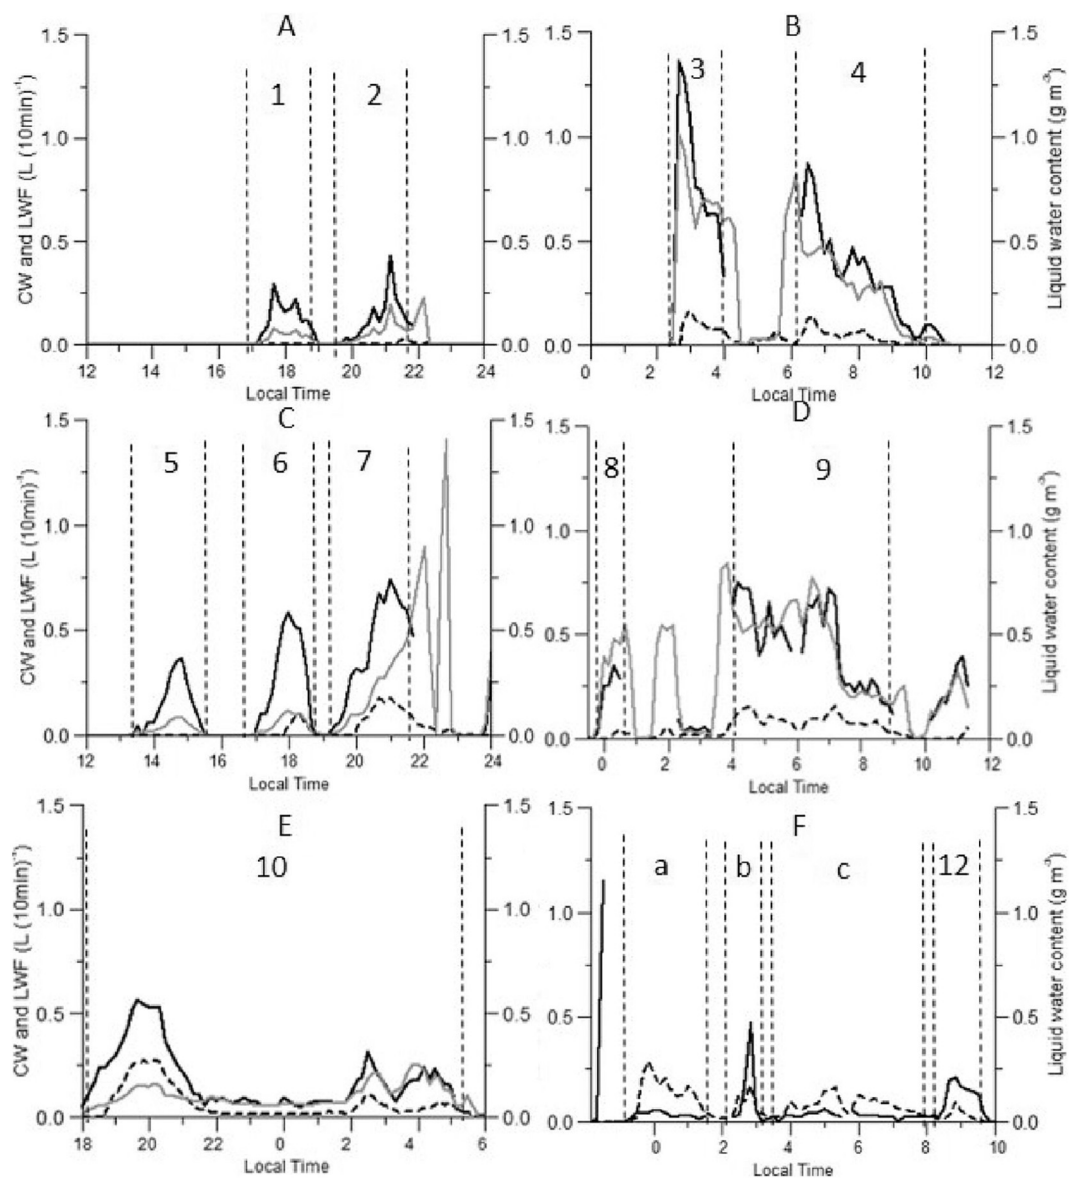 A
B
1.5
1.5
1.5
1.5
1 2
3 4
1.0
1.0
1.0
1.0
0.5
0.5
0.5
0.5
0.0
0.0
0.0
0.0
CW and LWF (L (10min)⁻¹)
Liquid water content (g m⁻³)
12 14 16 18 20 22 24
0 2 4 6 8 10 12
Local Time
Local Time
C
D
1.5
1.5
1.5
1.5
5 6 7
8 9
1.0
1.0
1.0
1.0
0.5
0.5
0.5
0.5
0.0
0.0
0.0
0.0
CW and LWF (L (10min)⁻¹)
Liquid water content (g m⁻³)
12 14 16 18 20 22 24
0 2 4 6 8 10 12
Local Time
Local Time
E
F
1.5
1.5
1.5
1.5
10
a b c 12
1.0
1.0
1.0
1.0
0.5
0.5
0.5
0.5
0.0
0.0
0.0
0.0
CW and LWF (L (10min)⁻¹)
Liquid water content (g m⁻³)
18 20 22 0 2 4 6
0 2 4 6 8 10
Local Time
Local Time